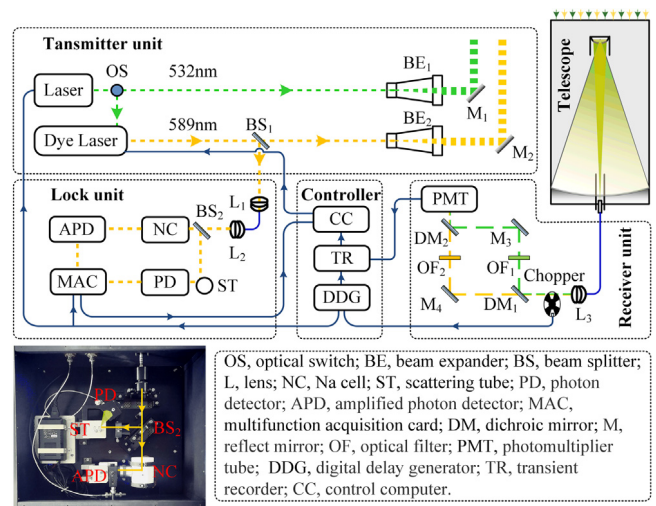 Tansmitter unit
OS
532nm
BE1
Laser
M1
Telescope
589nm
BS1
BE2
Dye Laser
M2
Lock unit
L1
Controller
PMT
BS2
APD
NC
L2
CC
DM2
M3
TR
OF2
OF1
Chopper
MAC
PD
ST
DDG
M4
DM1
L3
Receiver unit
PD
ST
BS2
APD
NC
OS, optical switch; BE, beam expander; BS, beam splitter;
L, lens; NC, Na cell; ST, scattering tube; PD, photon
detector; APD, amplified photon detector; MAC,
multifunction acquisition card; DM, dichroic mirror; M,
reflect mirror; OF, optical filter; PMT, photomultiplier
tube; DDG, digital delay generator; TR, transient
recorder; CC, control computer.